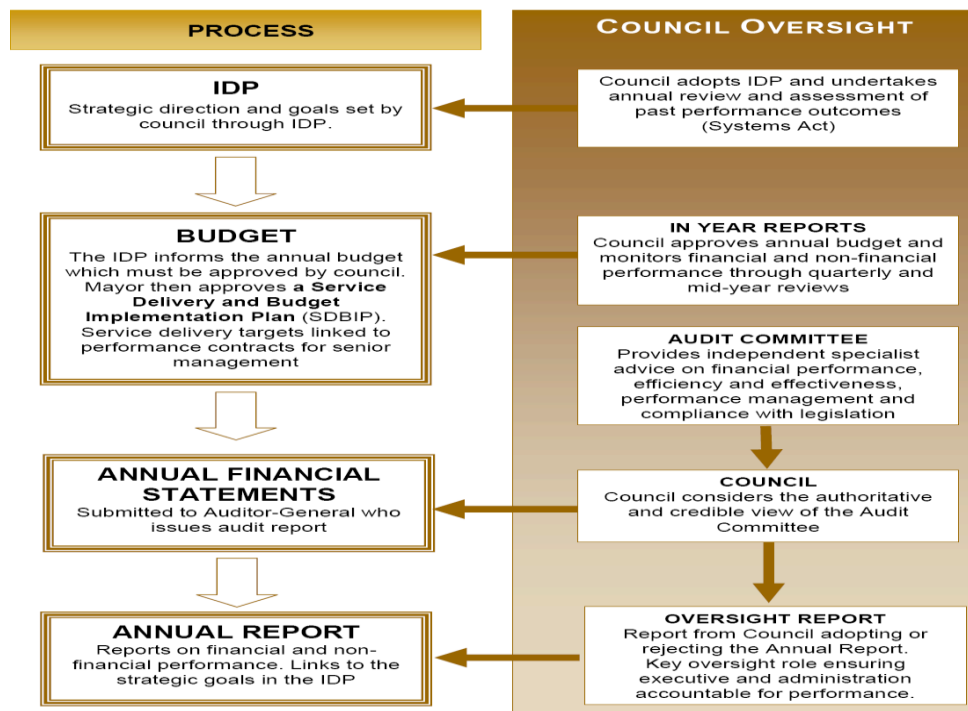 PROCESS
IDP
Strategic direction and goals set by
council through IDP.
BUDGET
The IDP informs the annual budget
which must be approved by council.
Mayor then approves a Service
Delivery and Budget
Implementation Plan (SDBIP).
Service delivery targets linked to
performance contracts for senior
management
ANNUAL FINANCIAL
STATEMENTS
Submitted to Auditor-General who
issues audit report
ANNUAL REPORT
Reports on financial and non-
financial performance. Links to the
strategic goals in the IDP
COUNCIL OVERSIGHT
Council adopts IDP and undertakes
annual review and assessment of
past performance outcomes
(Systems Act)
IN YEAR REPORTS
Council approves annual budget and
monitors financial and non-financial
performance through quarterly and
mid-year reviews
AUDIT COMMITTEE
Provides independent specialist
advice on financial performance,
efficiency and effectiveness,
performance management and
compliance with legislation
COUNCIL
Council considers the authoritative
and credible view of the Audit
Committee
OVERSIGHT REPORT
Report from Council adopting or
rejecting the Annual Report.
Key oversight role ensuring
executive and administration
accountable for performance.